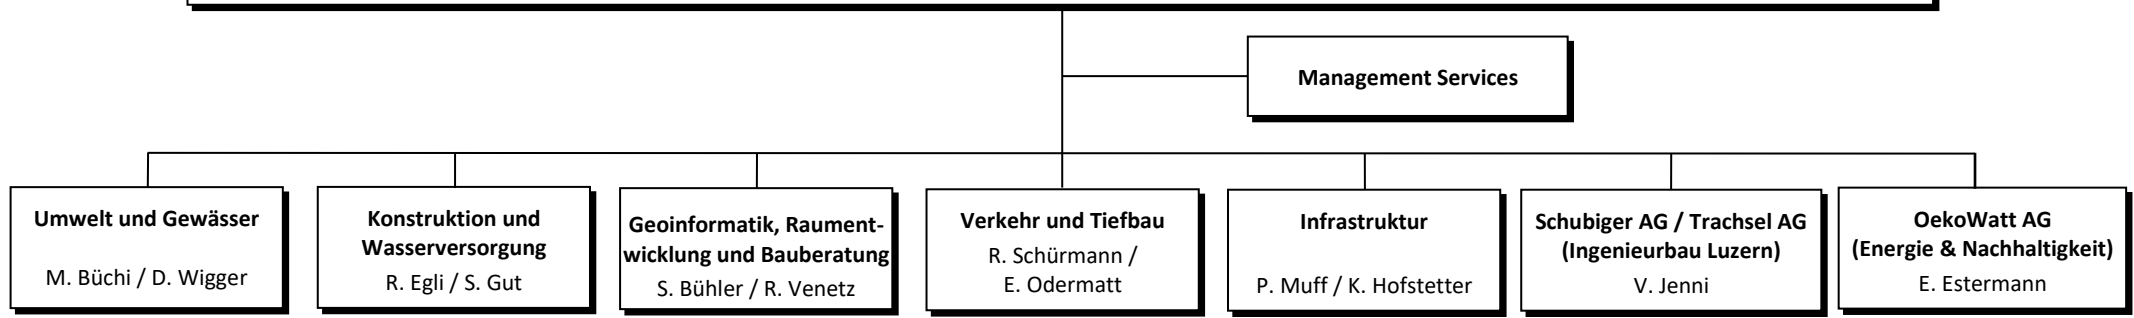 Management Services
Umwelt und Gewässer
M. Büchi / D. Wigger
Konstruktion und
Wasserversorgung
R. Egli / S. Gut
Geoinformatik, Raument-
wicklung und Bauberatung
S. Bühler / R. Venetz
Verkehr und Tiefbau
R. Schürmann /
E. Odermatt
Infrastruktur
P. Muff / K. Hofstetter
Schubiger AG / Trachsel AG
(Ingenieurbau Luzern)
V. Jenni
OekoWatt AG
(Energie & Nachhaltigkeit)
E. Estermann